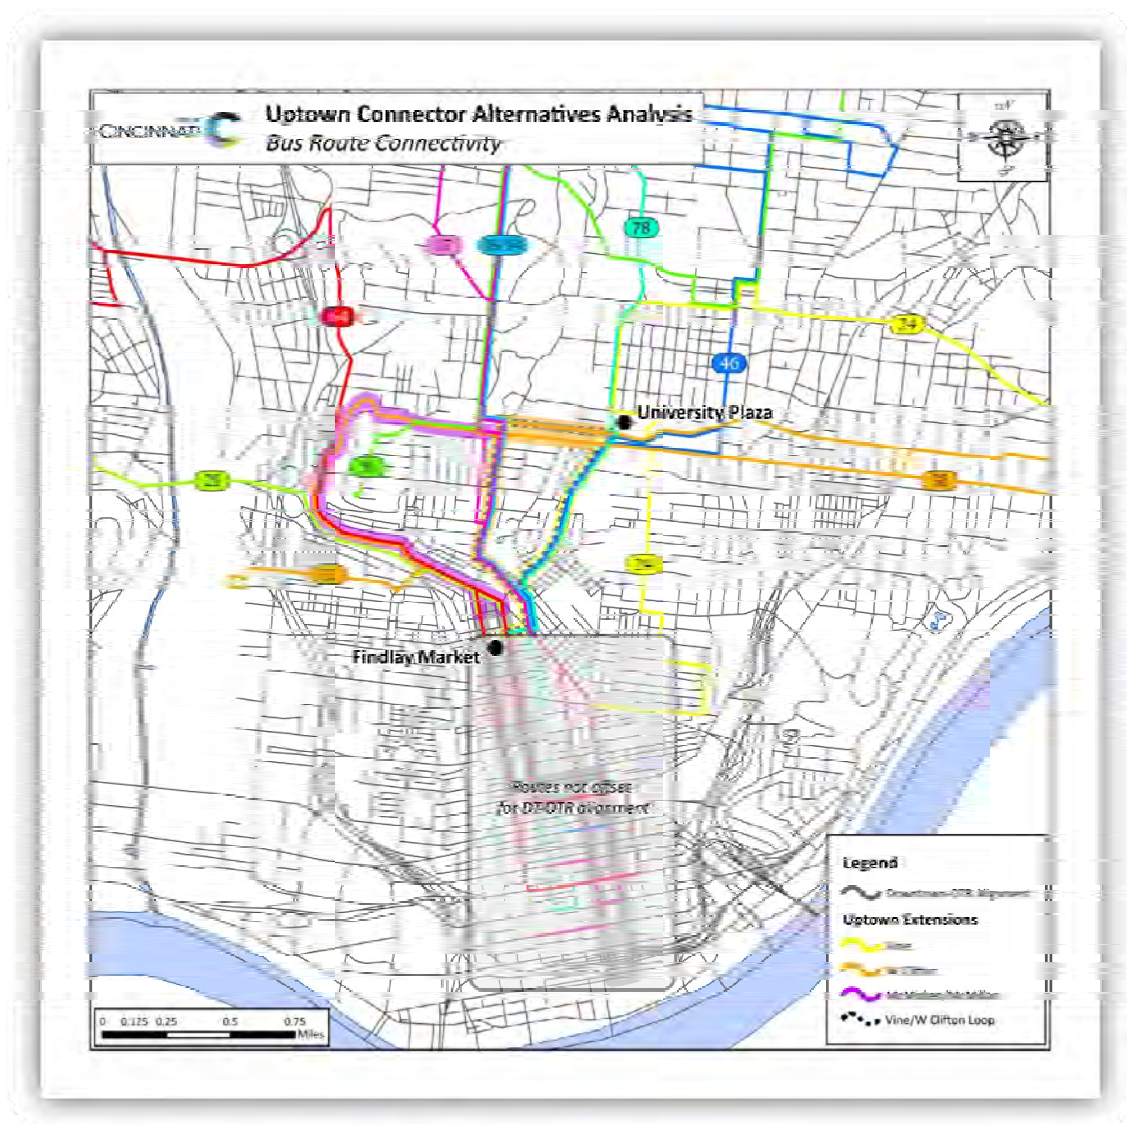 Uptown Connector Alternatives Analysis
CINCINNATI
Bus Route Connectivity
78
24
46
University Plaza
Findlay Market
Routes not offset
for DT-OTR alignment
Legend
Uptown Extensions
Vine
W Clifton
Vine/W Clifton Loop
0 0.125 0.25 0.5 0.75
Miles